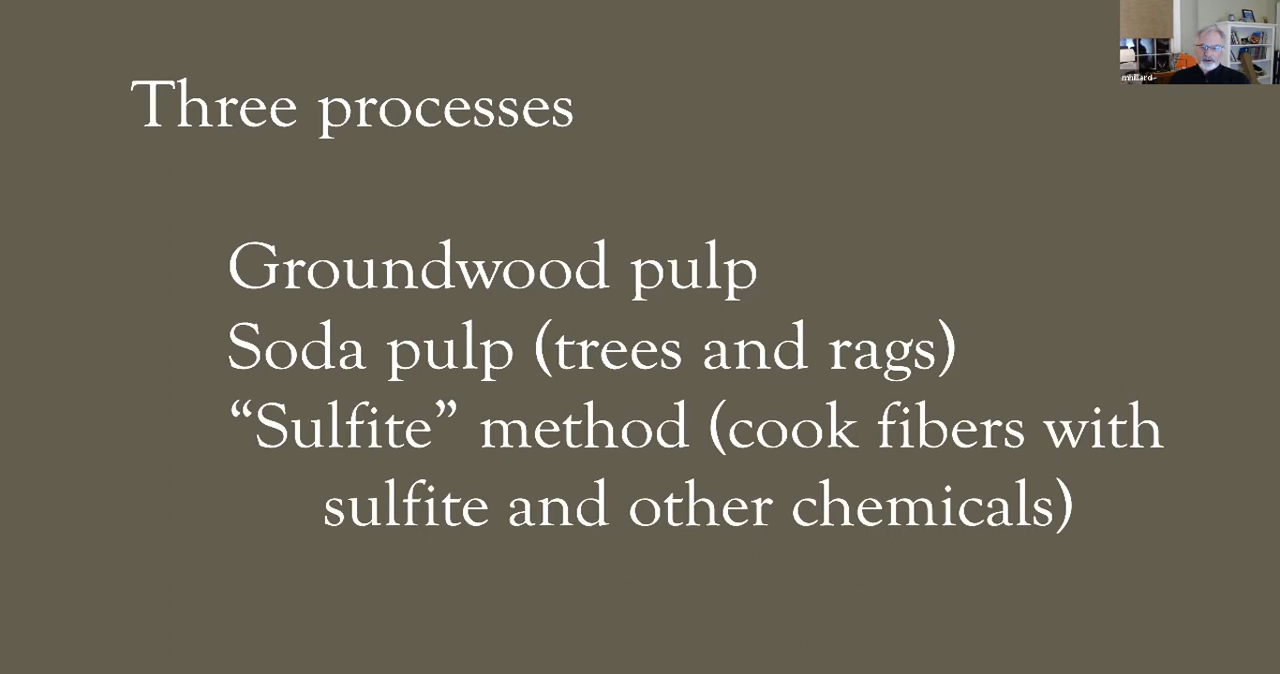 Three processes
Groundwood pulp
Soda pulp (trees and rags)
“Sulfite” method (cook fibers with
sulfite and other chemicals)